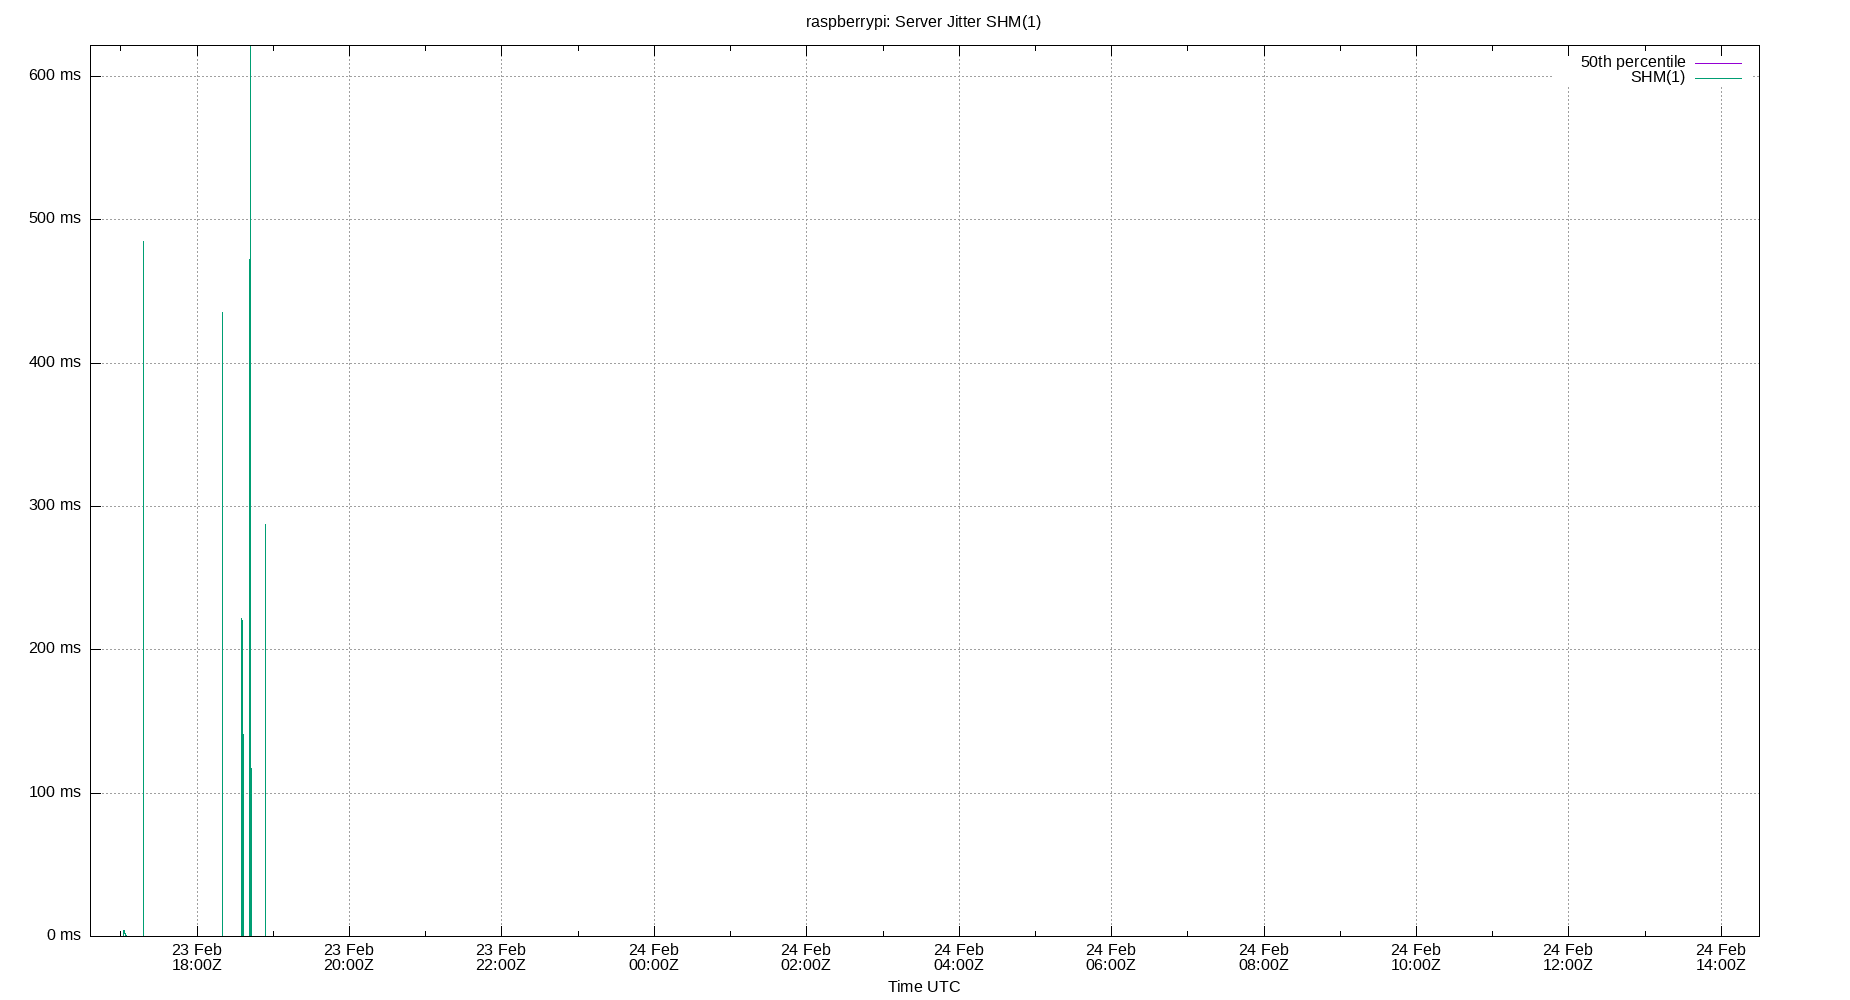 raspberrypi: Server Jitter SHM(1)
50th percentile
SHM(1)
600 ms
500 ms
400 ms
300 ms
200 ms
100 ms
0 ms
23 Feb 23 Feb 23 Feb 24 Feb 24 Feb 24 Feb 24 Feb 24 Feb 24 Feb 24 Feb 24 Feb
18:00Z 20:00Z 22:00Z 00:00Z 02:00Z 04:00Z 06:00Z 08:00Z 10:00Z 12:00Z 14:00Z
Time UTC